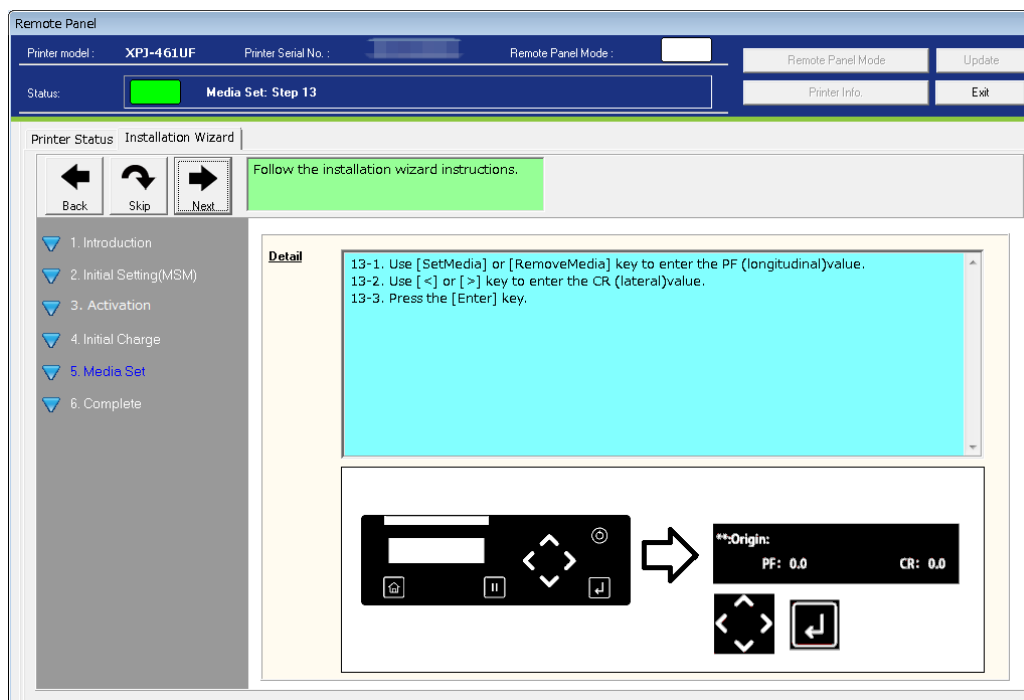 Remote Panel
Printer model : XPJ-461UF Printer Serial No. : Remote Panel Mode : Remote Panel Mode Update
Status: Media Set: Step 13 Printer Info. Exit
Printer Status Installation Wizard
Back Skip Next
Follow the installation wizard instructions.
1. Introduction
2. Initial Setting(MSM)
3. Activation
4. Initial Charge
5. Media Set
6. Complete
Detail
13-1. Use [SetMedia] or [RemoveMedia] key to enter the PF (longitudinal)value.
13-2. Use [<] or [>] key to enter the CR (lateral)value.
13-3. Press the [Enter] key.
**:Origin:
PF: 0.0 CR: 0.0